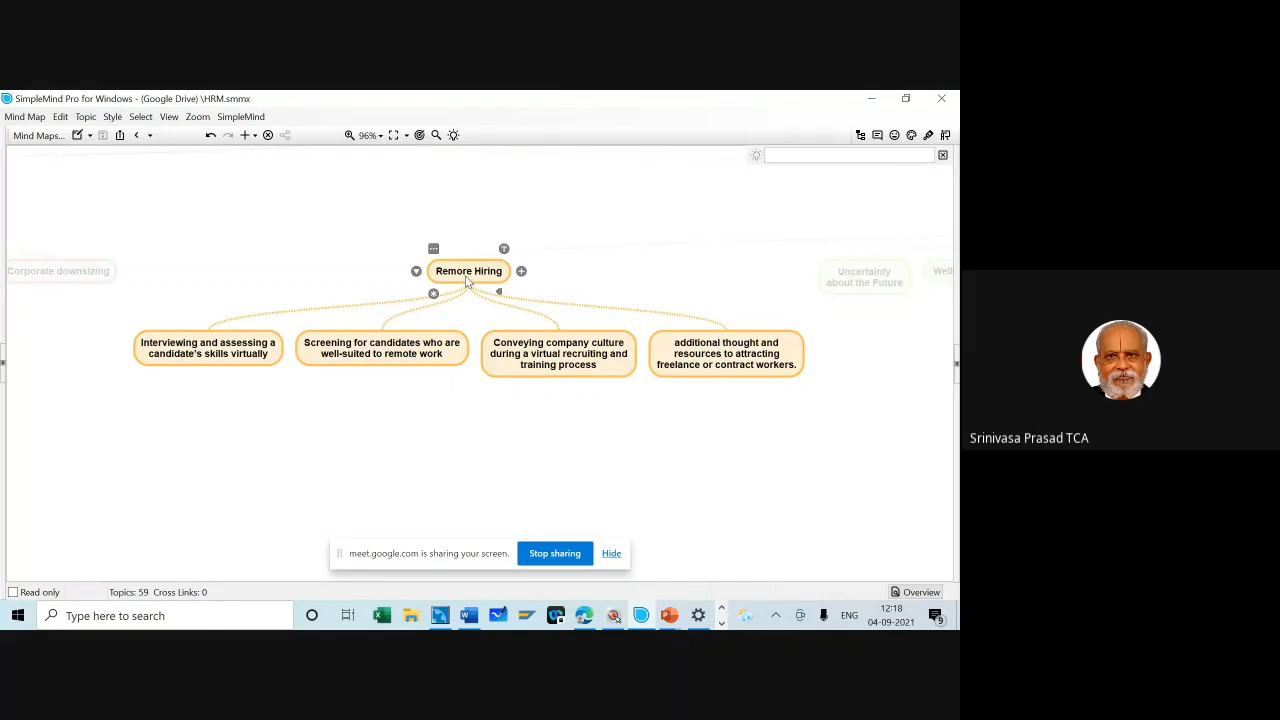 SimpleMind Pro for Windows - (Google Drive) \HRM.smmx
Mind Map Edit Topic Style Select View Zoom SimpleMind
Mind Maps... 96%
Corporate downsizing
Remore Hiring
Uncertainty
about the Future
Well
Interviewing and assessing a
candidate's skills virtually
Screening for candidates who are
well-suited to remote work
Conveying company culture
during a virtual recruiting and
training process
additional thought and
resources to attracting
freelance or contract workers.
Srinivasa Prasad TCA
meet.google.com is sharing your screen. Stop sharing Hide
Read only Topics: 59 Cross Links: 0 Overview
Type here to search
ENG
12:18
04-09-2021
9